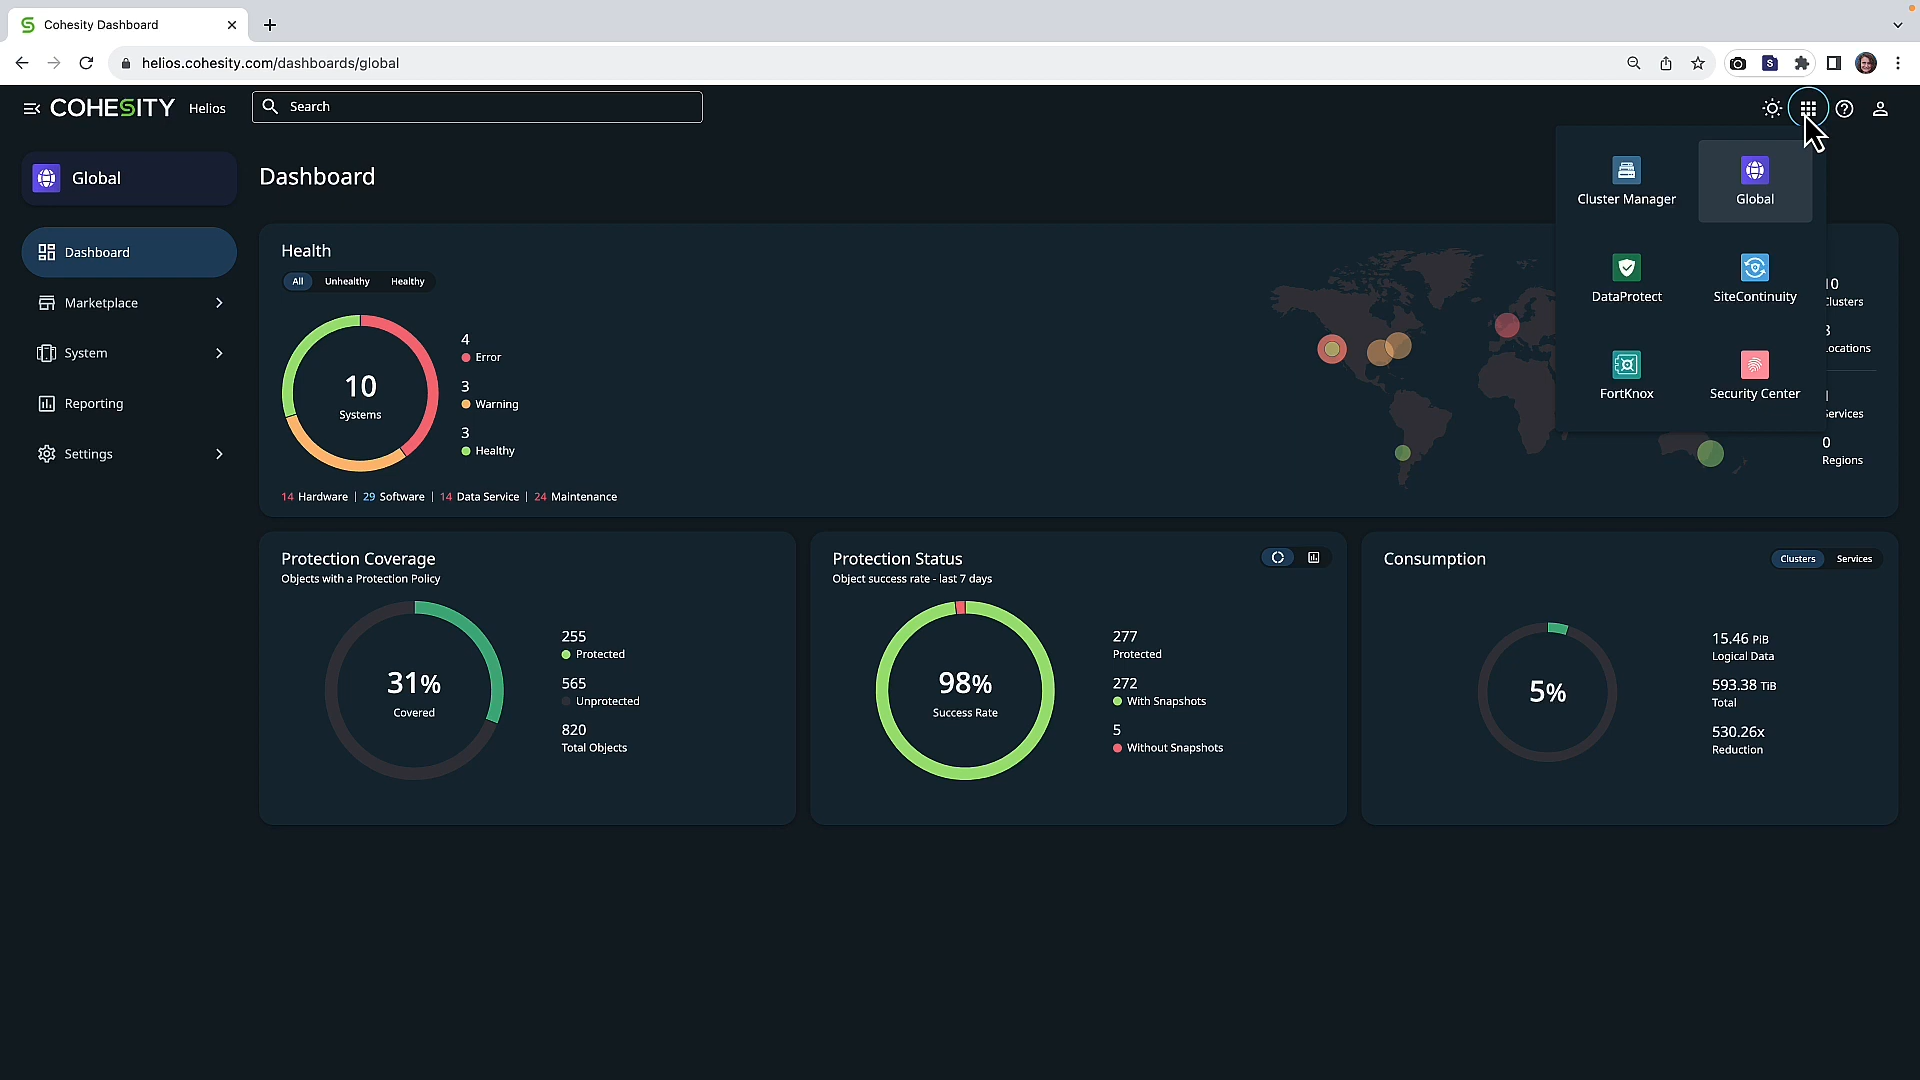 Cohesity Dashboard
helios.cohesity.com/dashboards/global
COHESITY Helios
Search
Global
Dashboard
Marketplace
System
Reporting
Settings
Dashboard
Cluster Manager
Global
DataProtect
SiteContinuity
FortKnox
Security Center
Health
All Unhealthy Healthy
10
Systems
4
Error
3
Warning
3
Healthy
14 Hardware | 29 Software | 14 Data Service | 24 Maintenance
10
Clusters
Locations
Services
0
Regions
Protection Coverage
Objects with a Protection Policy
31%
Covered
255
Protected
565
Unprotected
820
Total Objects
Protection Status
Object success rate - last 7 days
98%
Success Rate
277
Protected
272
With Snapshots
5
Without Snapshots
Consumption
Clusters Services
5%
15.46 PiB
Logical Data
593.38 TiB
Total
530.26x
Reduction